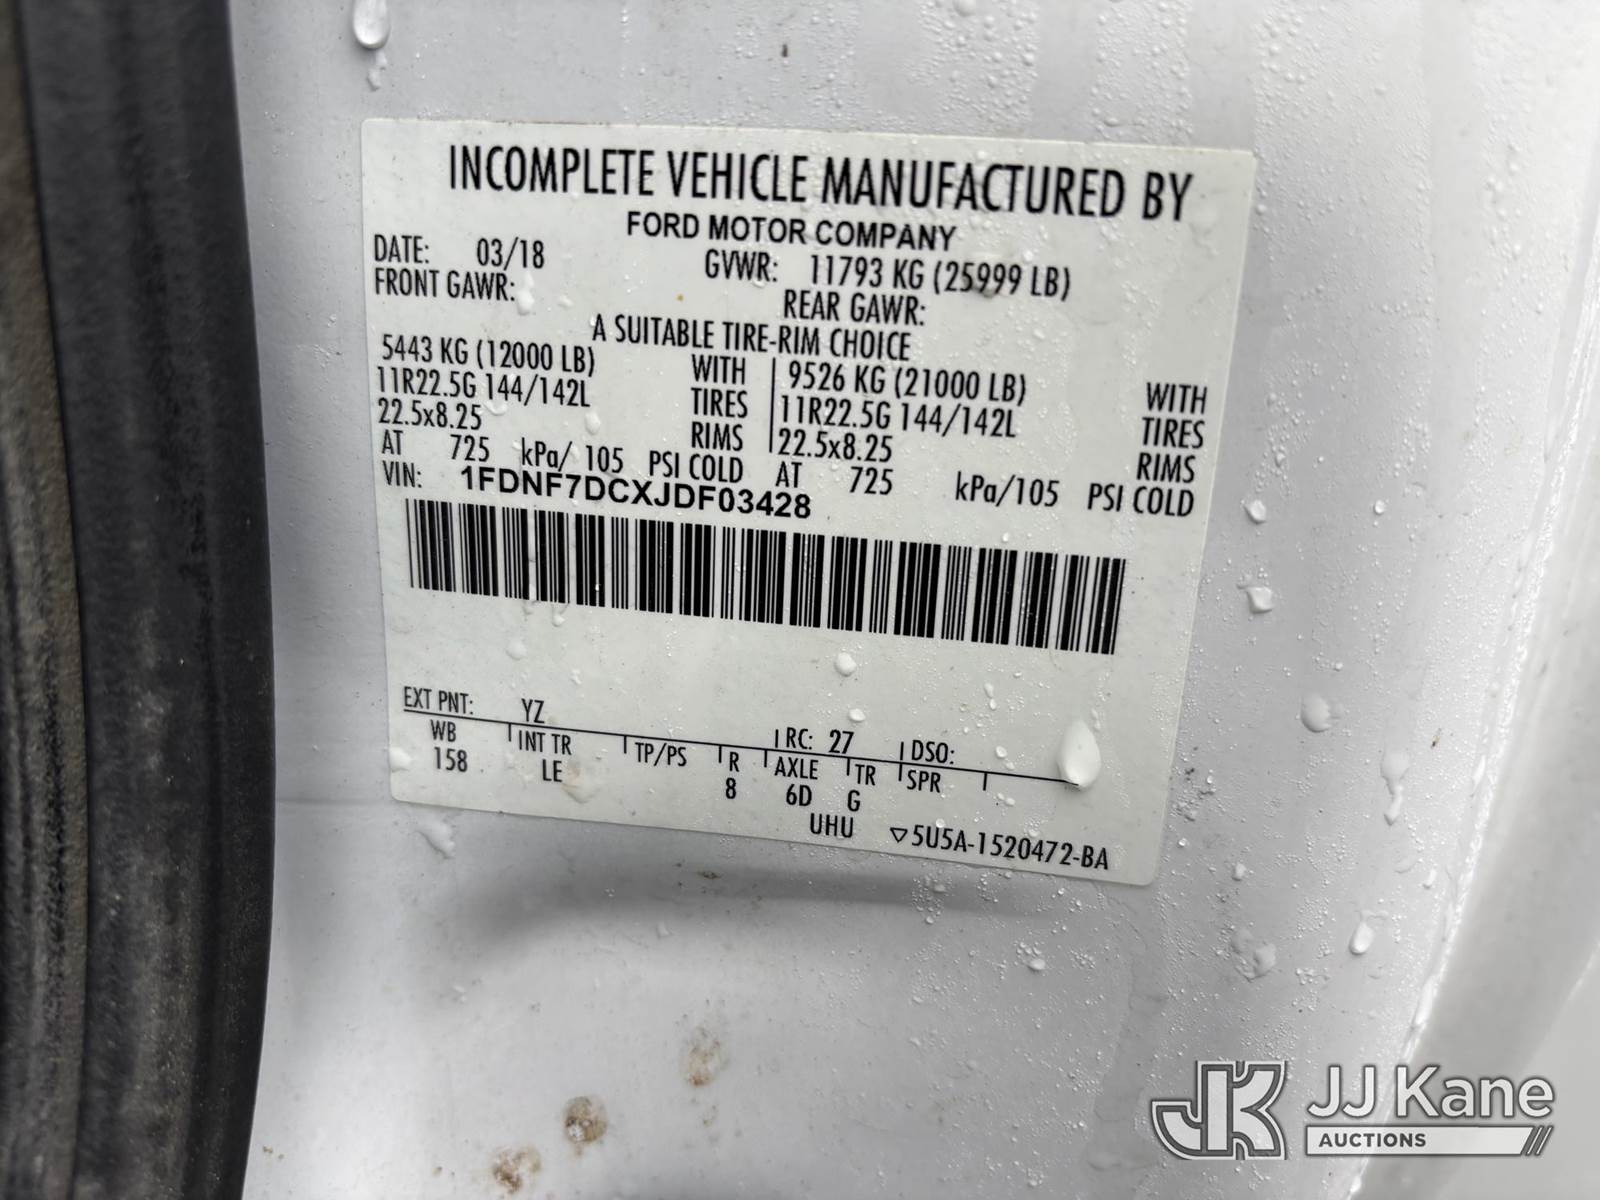 INCOMPLETE VEHICLE MANUFACTURED BY
FORD MOTOR COMPANY
DATE: 03/18 GVWR: 11793 KG (25999 LB)
FRONT GAWR: REAR GAWR:
A SUITABLE TIRE-RIM CHOICE
5443 KG (12000 LB) WITH 9526 KG (21000 LB) WITH
11R22.5G 144/142L TIRES 11R22.5G 144/142L TIRES
22.5x8.25 RIMS 22.5x8.25 RIMS
AT 725 kPa/ 105 PSI COLD AT 725 kPa/105 PSI COLD
VIN: 1FDNF7DCXJDF03428
EXT PNT: YZ RC: 27 DSO:
WB INT TR TP/PS R AXLE TR SPR
158 LE 8 6D G
UHU ▽5U5A-1520472-BA
JK JJ Kane
AUCTIONS